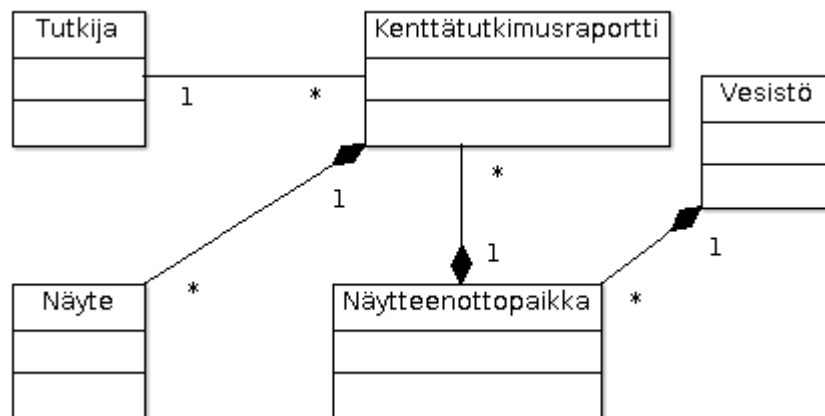 Tutkija
Kenttätutkimusraportti
Vesistö
1
*
*
1
1
1
*
*
Näyte
Näytteenottopaikka